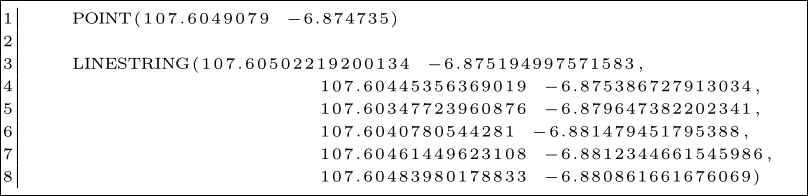 1 POINT(107.6049079 −6.874735)
2
3 LINESTRING(107.60502219200134 −6.875194997571583,
4 107.60445356369019 −6.875386727913034,
5 107.60347723960876 −6.879647382202341,
6 107.6040780544281 −6.881479451795388,
7 107.60461449623108 −6.8812344661545986,
8 107.60483980178833 −6.880861661676069)